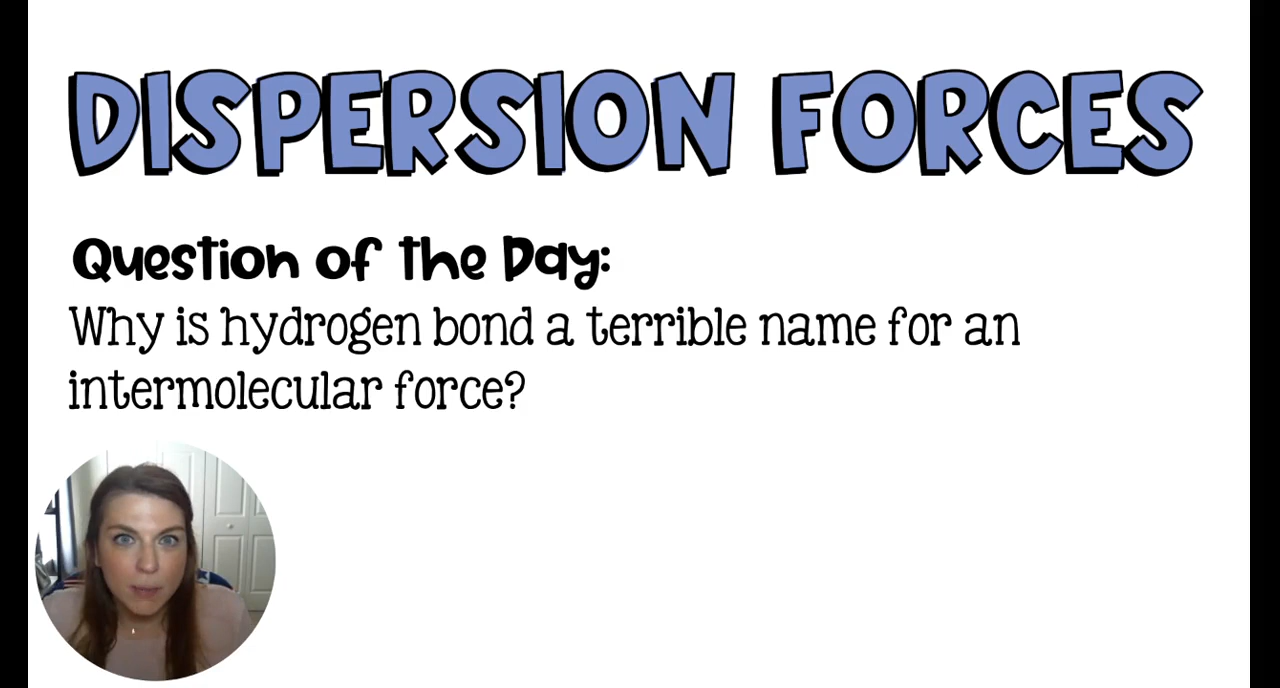 DISPERSION FORCES
Question of the Day:
Why is hydrogen bond a terrible name for an
intermolecular force?